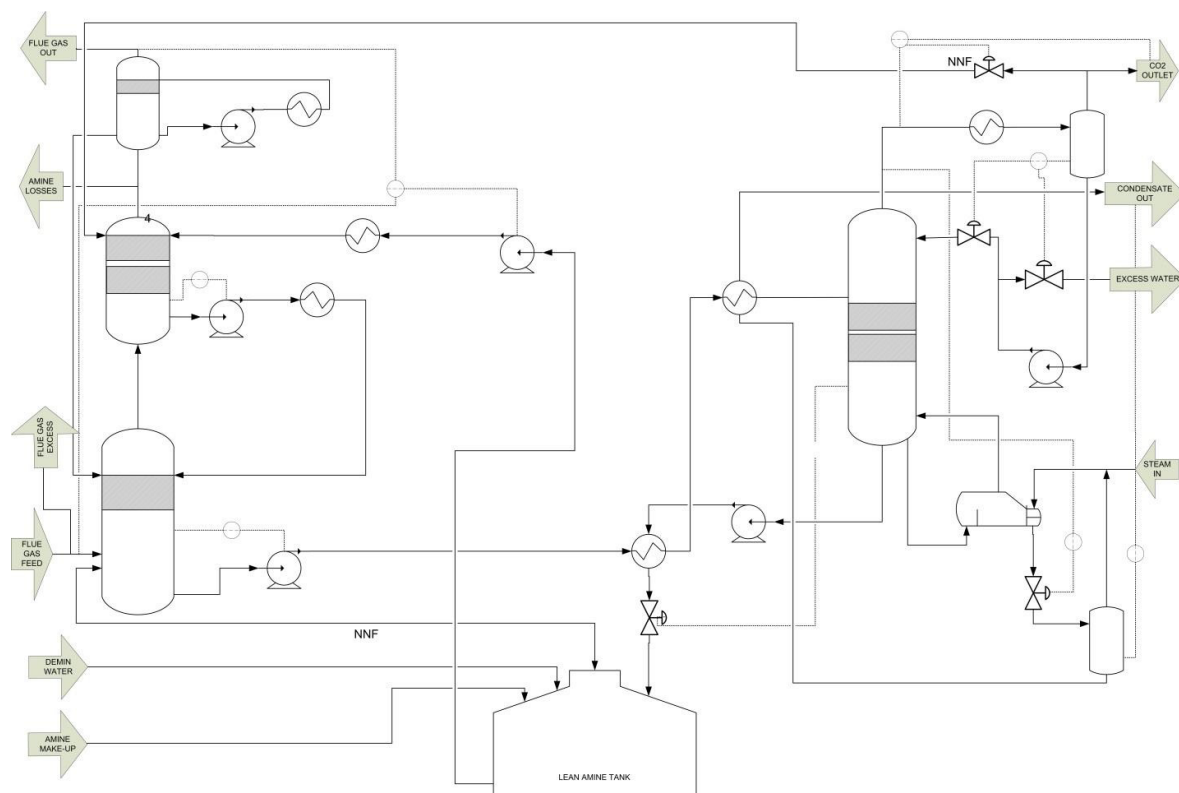 FLUE GAS
OUT
NNF
CO2
OUTLET
AMINE
LOSSES
CONDENSATE
OUT
4
EXCESS WATER
FLUE GAS
EXCESS
STEAM
IN
FLUE
GAS
FEED
NNF
DEMIN
WATER
AMINE
MAKE-UP
LEAN AMINE TANK